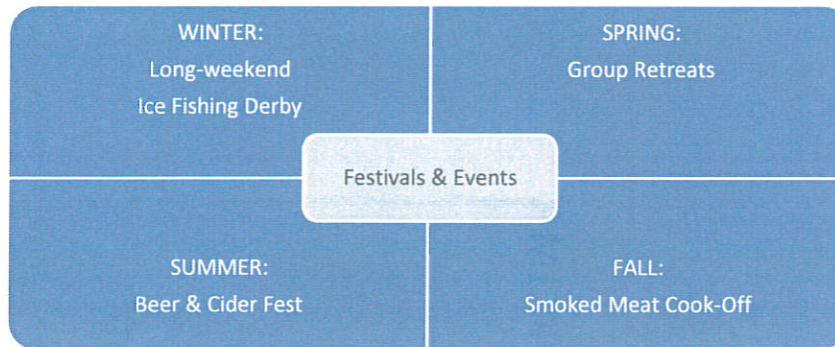 WINTER:
Long-weekend
Ice Fishing Derby
SPRING:
Group Retreats
Festivals & Events
SUMMER:
Beer & Cider Fest
FALL:
Smoked Meat Cook-Off